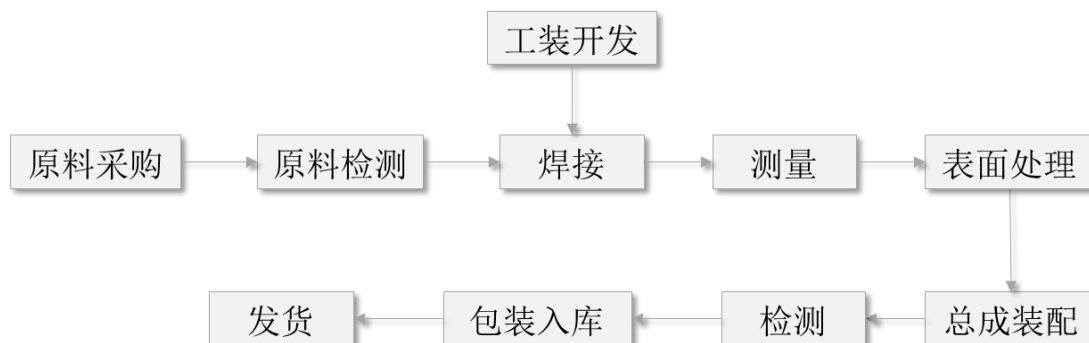 工装开发
原料采购
原料检测
焊接
测量
表面处理
总成装配
检测
包装入库
发货